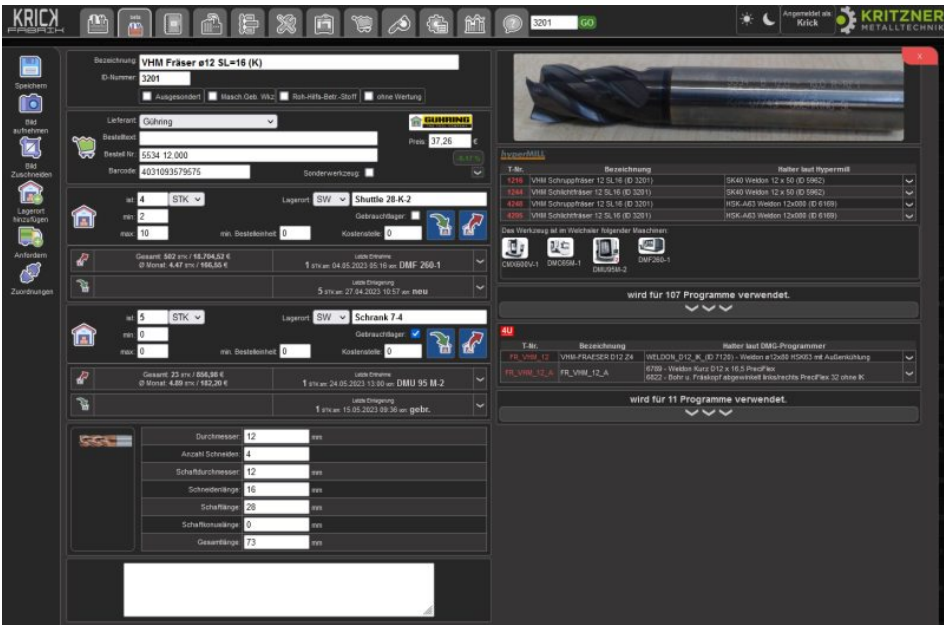 KRICK
FABRIK
3201
GO
Angemeldet als:
Krick
KRITZNER
METALLTECHNIK
Speichern
Bild
aufnehmen
Bild
Zuschneiden
Lagerort
hinzufügen
Anfordern
Zuordnungen
Bezeichnung: VHM Fräser ø12 SL=16 (K)
ID-Nummer: 3201
Ausgesondert Masch.Geb. Wkz Roh-Hilfs-Betr.-Stoff ohne Wertung
Lieferant: Gühring
GUHRING
Bestelltext:
Preis: 37,26 €
Bestell Nr.: 5534 12.000
Barcode: 4031093579575
Sonderwerkzeug:
ist: 4 STK Lagerort: SW Shuttle 28-K-2
min: 2 Gebrauchtlager:
max: 10 min. Bestelleinheit: 0 Kostenstelle: 0
Gesamt: 502 STK / 18.704,52 €
Ø Monat: 4.47 STK / 166,55 €
Letzte Entnahme
1 STK am: 04.05.2023 05:16 von: DMF 260-1
Letzte Einlagerung
5 STK am: 27.04.2023 10:57 von: neu
ist: 5 STK Lagerort: SW Schrank 7-4
min: 0 Gebrauchtlager:
max: 0 min. Bestelleinheit: 0 Kostenstelle: 0
Gesamt: 23 STK / 856,98 €
Ø Monat: 4.89 STK / 182,20 €
Letzte Entnahme
1 STK am: 24.05.2023 13:00 von: DMU 95 M-2
Letzte Einlagerung
1 STK am: 15.05.2023 09:36 von: gebr.
Durchmesser: 12 mm
Anzahl Schneiden: 4
Schaftdurchmesser: 12 mm
Schneidenlänge: 16 mm
Schaftlänge: 28 mm
Schaftkonuslänge: 0 mm
Gesamtlänge: 73 mm
X
hyperMILL
T-Nr. Bezeichnung Halter laut Hypermill
1216 VHM Schruppfräser 12 SL16 (ID 3201) SK40 Weldon 12 x 50 (ID 5962)
1244 VHM Schlichtfräser 12 SL16 (ID 3201) SK40 Weldon 12 x 50 (ID 5962)
4248 VHM Schruppfräser 12 SL16 (ID 3201) HSK-A63 Weldon 12x080 (ID 6169)
4205 VHM Schlichtfräser 12 SL16 (ID 3201) HSK-A63 Weldon 12x080 (ID 6169)
Das Werkzeug ist im Wechsler folgender Maschinen:
CMX600V-1 DMC65M-1 DMU95M-2 DMF260-1
wird für 107 Programme verwendet.
4U
T-Nr. Bezeichnung Halter laut DMG-Programmer
FR_VHM_12 VHM-FRAESER D12 Z4 WELDON_D12_IK_(ID 7120) - Weldon ø12x80 HSK63 mit Außenkühlung
FR_VHM_12_A FR_VHM_12_A 6789 - Weldon Kurz D12 x 16,5 PreciFlex
6822 - Bohr u. Fräskopf abgewinkelt links/rechts PreciFlex 32 ohne IK
wird für 11 Programme verwendet.